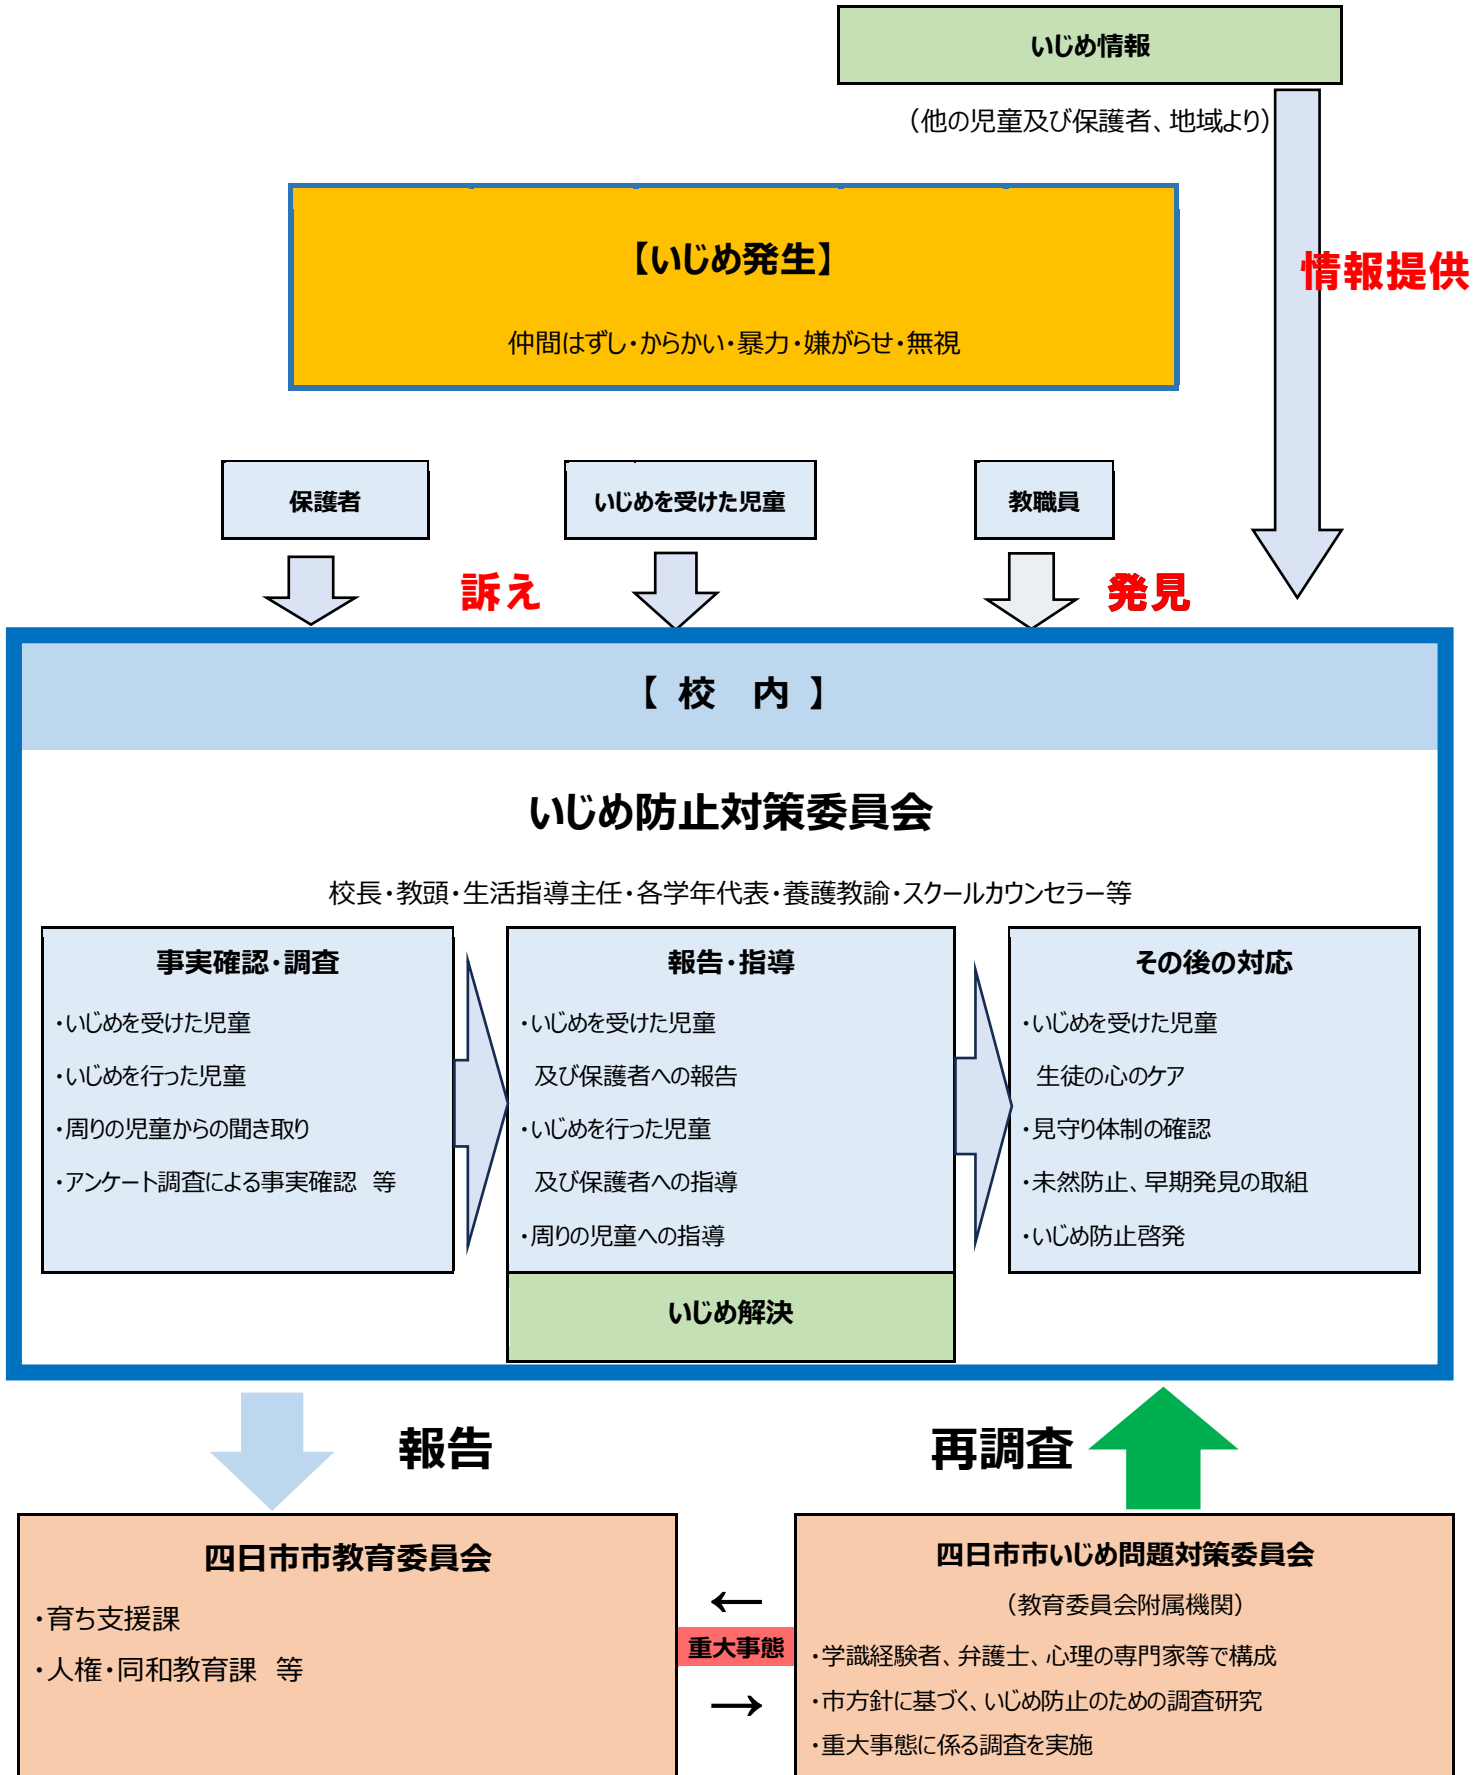 いじめ情報
（他の児童及び保護者、地域より）
【いじめ発生】
情報提供
仲間はずし・からかい・暴力・嫌がらせ・無視
保護者
いじめを受けた児童
教職員
訴え
発見
【 校　内 】
いじめ防止対策委員会
校長・教頭・生活指導主任・各学年代表・養護教諭・スクールカウンセラー等
事実確認・調査
・いじめを受けた児童
・いじめを行った児童
・周りの児童からの聞き取り
・アンケート調査による事実確認　等
報告・指導
・いじめを受けた児童
及び保護者への報告
・いじめを行った児童
及び保護者への指導
・周りの児童への指導
いじめ解決
その後の対応
・いじめを受けた児童
生徒の心のケア
・見守り体制の確認
・未然防止、早期発見の取組
・いじめ防止啓発
報告
再調査
四日市市教育委員会
・育ち支援課
・人権・同和教育課　等
←
重大事態
→
四日市市いじめ問題対策委員会
（教育委員会附属機関）
・学識経験者、弁護士、心理の専門家等で構成
・市方針に基づく、いじめ防止のための調査研究
・重大事態に係る調査を実施